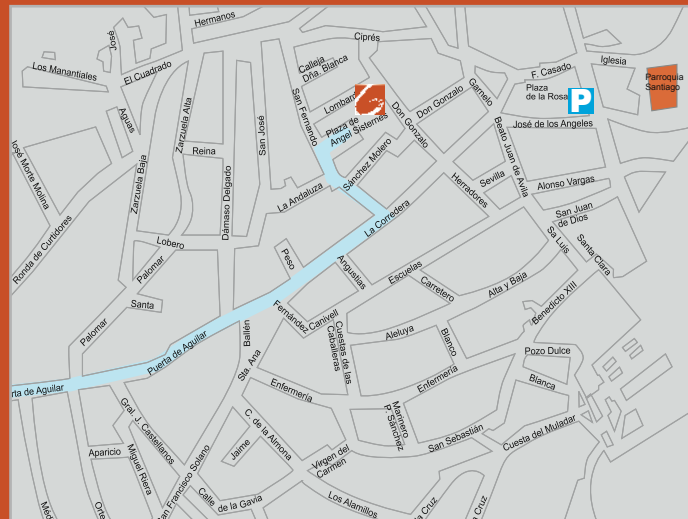 Hermanos
José
Ciprés
Los Manantiales
El Cuadrado
Calleja
Dña. Blanca
Iglesia
F. Casado
Parroquia
Santiago
Plaza
de la Rosa
P
Garnelo
Don Gonzalo
Don Gonzalo
San Fernando
Aguas
Zarzuela Alta
San José
Plaza de
Angel Sisternes
José de los Angeles
Beato Juan de Avila
José Morte Molina
Reina
Sánchez Molero
Zarzuela Baja
Dámaso Delgado
La Andaluza
Herradores
Sevilla
Alonso Vargas
San Juan
de Dios
La Corredera
Ronda de Curtidores
Lobero
Palomar
Peso
Angustias
Escuelas
Carretero
Alta y Baja
Sa Luis
Santa Clara
Benedicto XIII
Santa
Palomar
Fernández
Canivell
Cuestas de las
Caballeras
Aleluya
Blanco
Bailén
Puerta de Aguilar
Pozo Dulce
Sta. Ana
Enfermería
Enfermería
Blanca
rta de Aguilar
Gral. J. Castellanos
C. de la Almona
Marinero
P. Sánchez
San Sebastián
Cuesta del Muladar
Aparicio
Miguel Riera
Jaime
Virgen del
Carmen
an Francisco Solano
Calle
de la Gavia
Los Alamillos
a Cruz
a Cruz
Orte
Méd